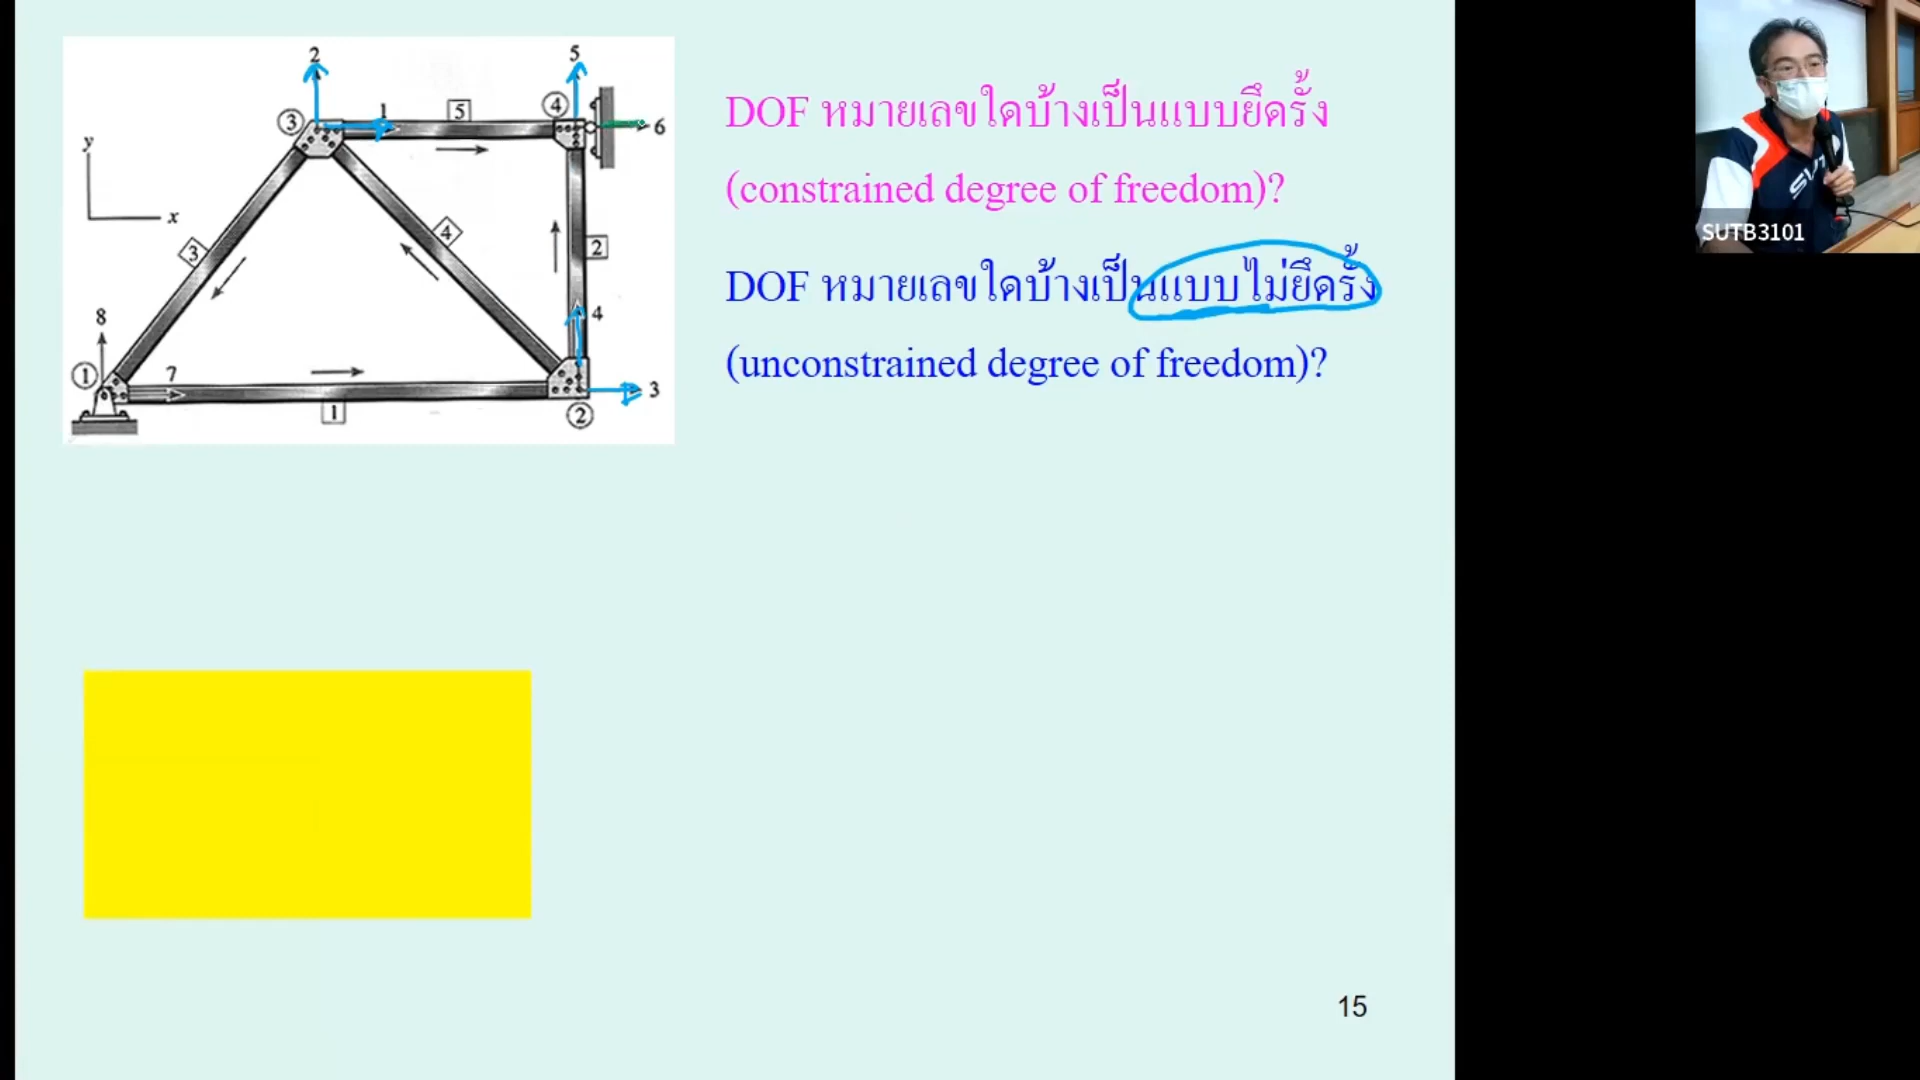 2
5
③
1
5
④
6
y
x
3
4
2
8
4
①
7
3
1
②
DOF หมายเลขใดบ้างเป็นแบบยึดรั้ง
(constrained degree of freedom)?
DOF หมายเลขใดบ้างเป็นแบบไม่ยึดรั้ง
(unconstrained degree of freedom)?
SUTB3101
15